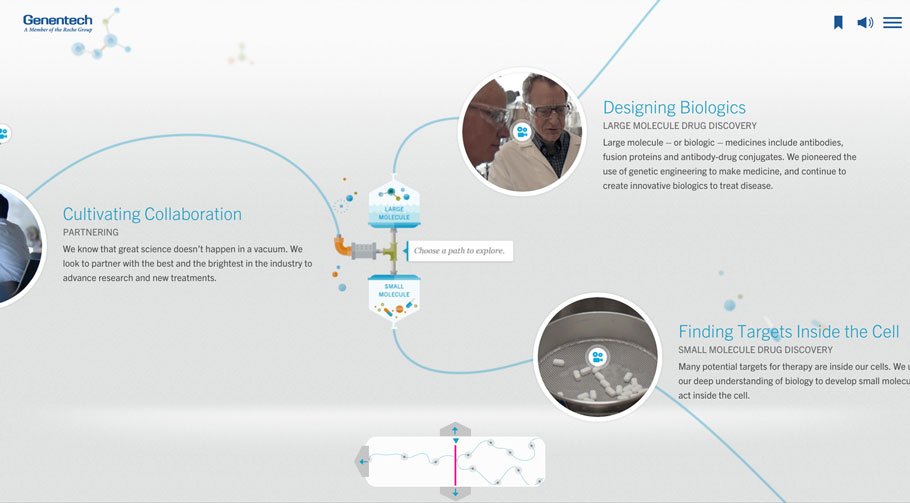 Genentech
A Member of the Roche Group
Designing Biologics
LARGE MOLECULE DRUG DISCOVERY
Large molecule – or biologic – medicines include antibodies,
fusion proteins and antibody-drug conjugates. We pioneered the
use of genetic engineering to make medicine, and continue to
create innovative biologics to treat disease.
Cultivating Collaboration
PARTNERING
We know that great science doesn't happen in a vacuum. We
look to partner with the best and the brightest in the industry to
advance research and new treatments.
LARGE
MOLECULE
Choose a path to explore.
SMALL
MOLECULE
Finding Targets Inside the Cell
SMALL MOLECULE DRUG DISCOVERY
Many potential targets for therapy are inside our cells. We
our deep understanding of biology to develop small
act inside the cell.